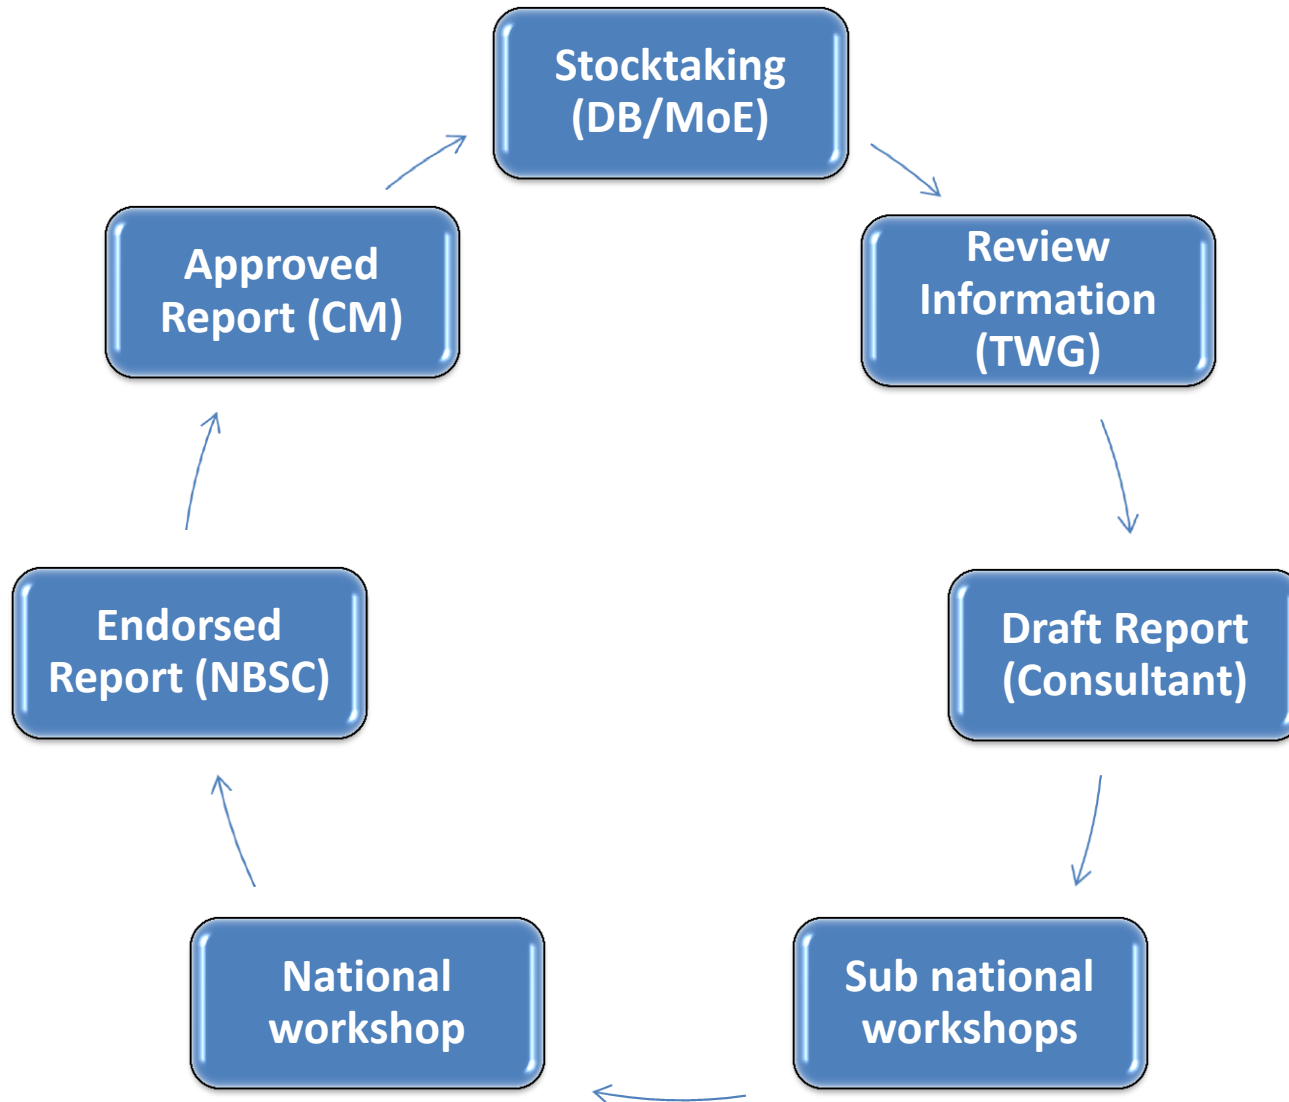 Stocktaking
(DB/MoE)
Review
Information
(TWG)
Draft Report
(Consultant)
Sub national
workshops
National
workshop
Endorsed
Report (NBSC)
Approved
Report (CM)